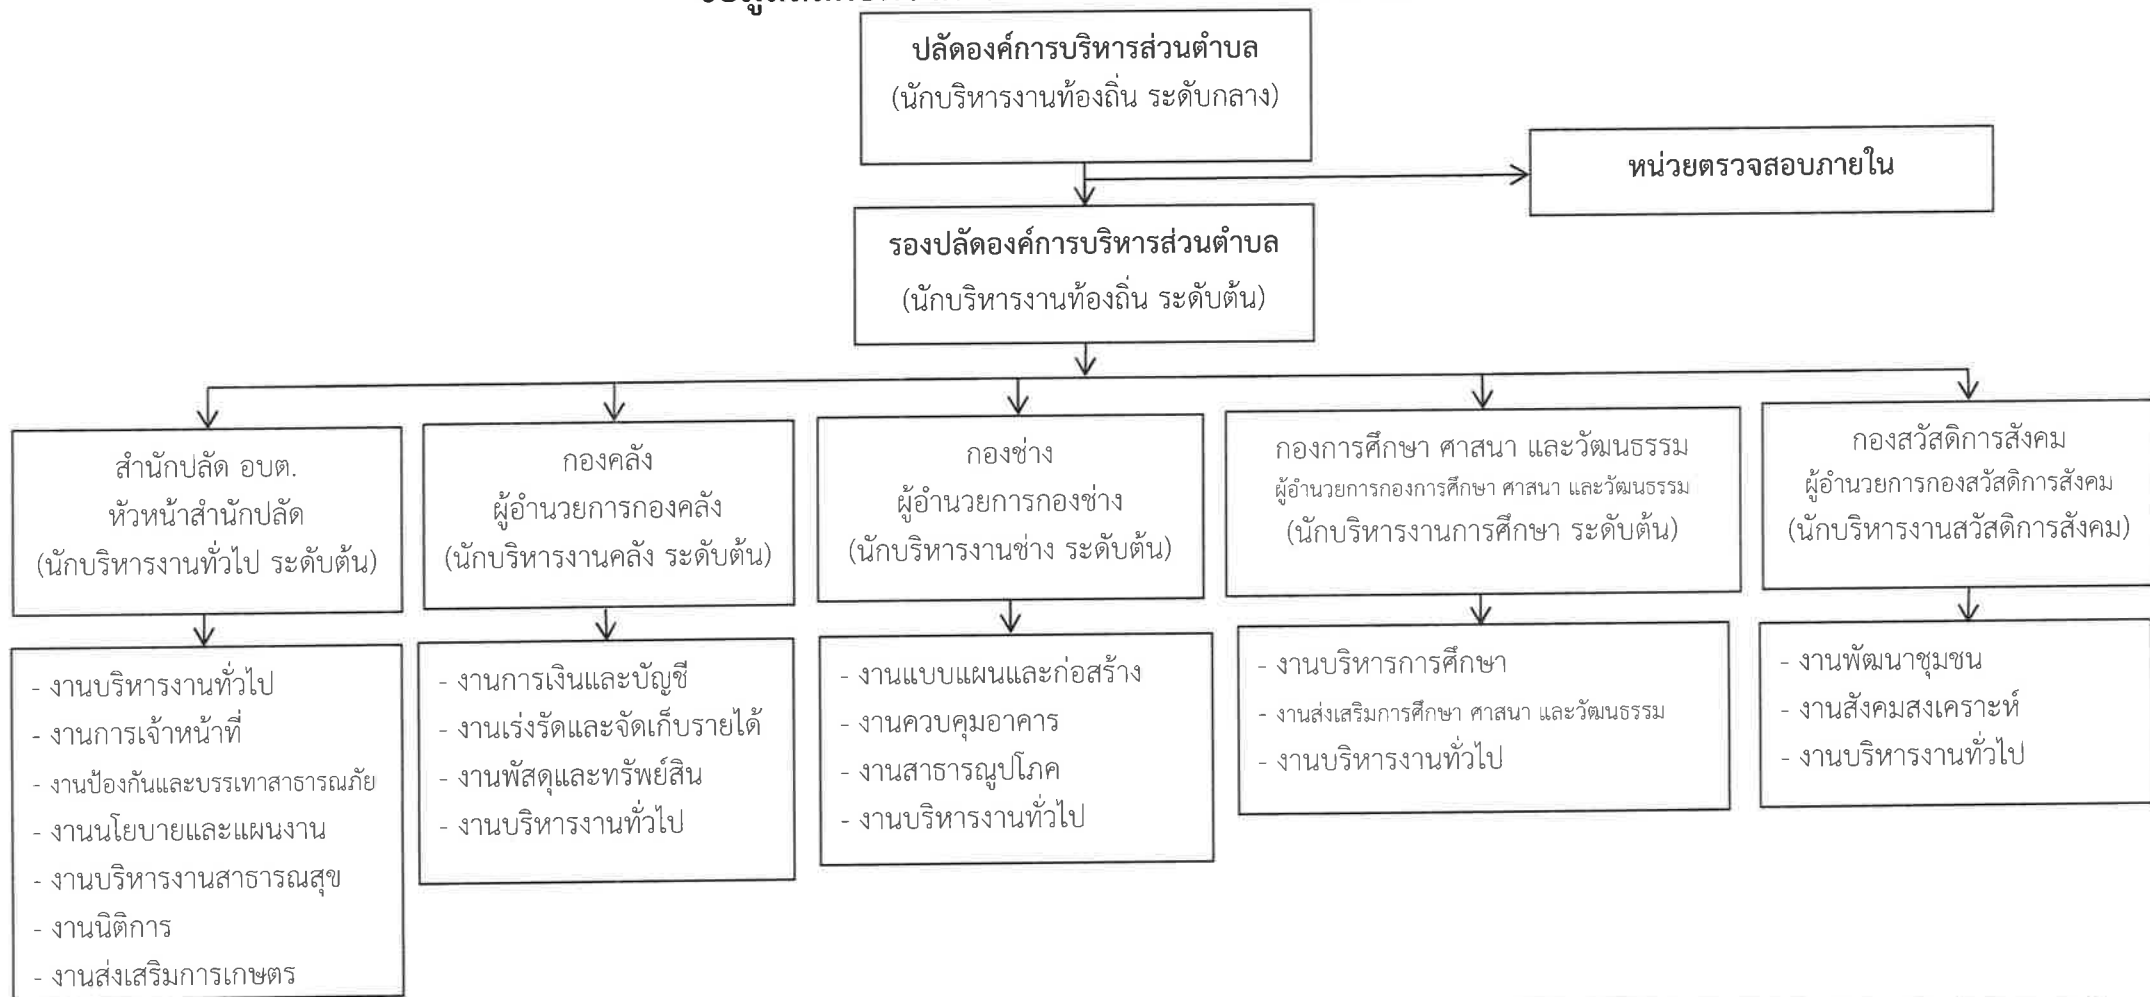 ปลัดองค์การบริหารส่วนตำบล
(นักบริหารงานท้องถิ่น ระดับกลาง)
หน่วยตรวจสอบภายใน
รองปลัดองค์การบริหารส่วนตำบล
(นักบริหารงานท้องถิ่น ระดับต้น)
สำนักปลัด อบต.
หัวหน้าสำนักปลัด
(นักบริหารงานทั่วไป ระดับต้น)
กองคลัง
ผู้อำนวยการกองคลัง
(นักบริหารงานคลัง ระดับต้น)
กองช่าง
ผู้อำนวยการกองช่าง
(นักบริหารงานช่าง ระดับต้น)
กองการศึกษา ศาสนา และวัฒนธรรม
ผู้อำนวยการกองการศึกษา ศาสนา และวัฒนธรรม
(นักบริหารงานการศึกษา ระดับต้น)
กองสวัสดิการสังคม
ผู้อำนวยการกองสวัสดิการสังคม
(นักบริหารงานสวัสดิการสังคม)
- งานบริหารงานทั่วไป
- งานการเจ้าหน้าที่
- งานป้องกันและบรรเทาสาธารณภัย
- งานนโยบายและแผนงาน
- งานบริหารงานสาธารณสุข
- งานนิติการ
- งานส่งเสริมการเกษตร
- งานการเงินและบัญชี
- งานเร่งรัดและจัดเก็บรายได้
- งานพัสดุและทรัพย์สิน
- งานบริหารงานทั่วไป
- งานแบบแผนและก่อสร้าง
- งานควบคุมอาคาร
- งานสาธารณูปโภค
- งานบริหารงานทั่วไป
- งานบริหารการศึกษา
- งานส่งเสริมการศึกษา ศาสนา และวัฒนธรรม
- งานบริหารงานทั่วไป
- งานพัฒนาชุมชน
- งานสังคมสงเคราะห์
- งานบริหารงานทั่วไป